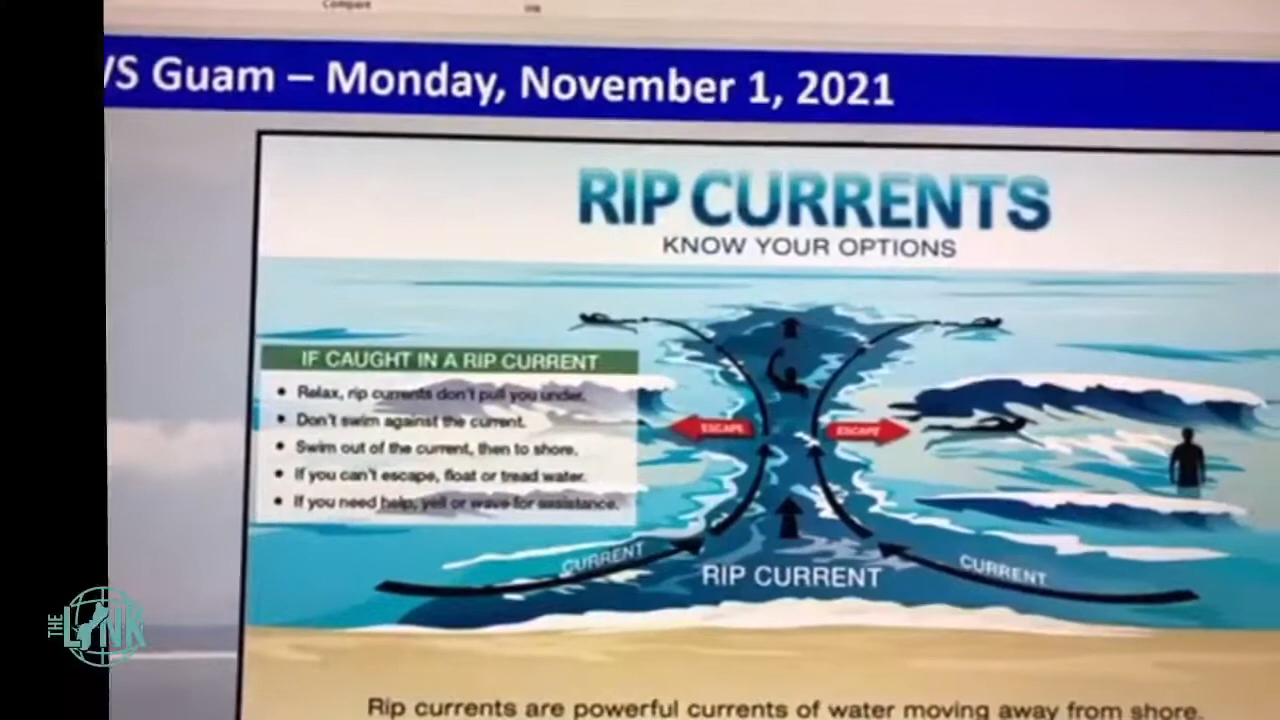 Compare
/S Guam – Monday, November 1, 2021
RIP CURRENTS
KNOW YOUR OPTIONS
IF CAUGHT IN A RIP CURRENT
• Relax, rip currents don't pull you under.
• Don't swim against the current.
• Swim out of the current, then to shore.
• If you can't escape, float or tread water.
• If you need help, yell or wave for assistance.
ESCAPE
ESCAPE
CURRENT
RIP CURRENT
CURRENT
THE LYNK
Rip currents are powerful currents of water moving away from shore.